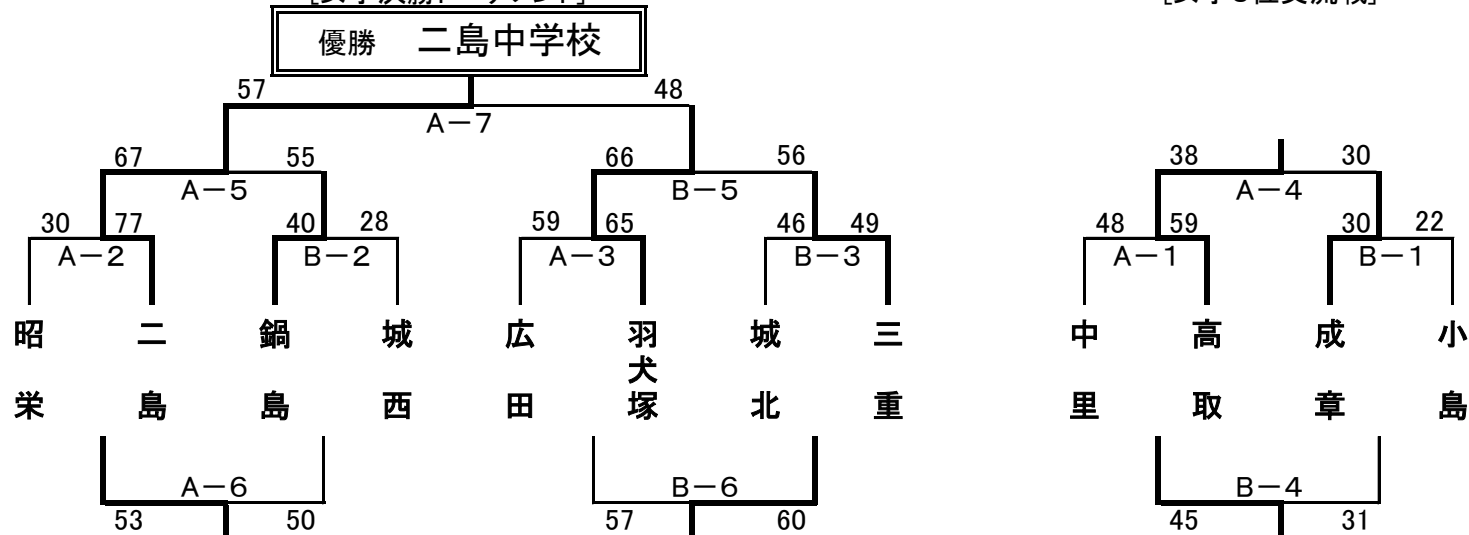 優勝 二島中学校
57 48
A-7
67 55 66 56 38 30
A-5 B-5 A-4
30 77 40 28 59 65 46 49 48 59 30 22
A-2 B-2 A-3 B-3 A-1 B-1
昭栄 二島 鍋島 城西 広田 羽犬塚 城北 三重 中里 高取 成章 小島
A-6 B-6 B-4
53 50 57 60 45 31